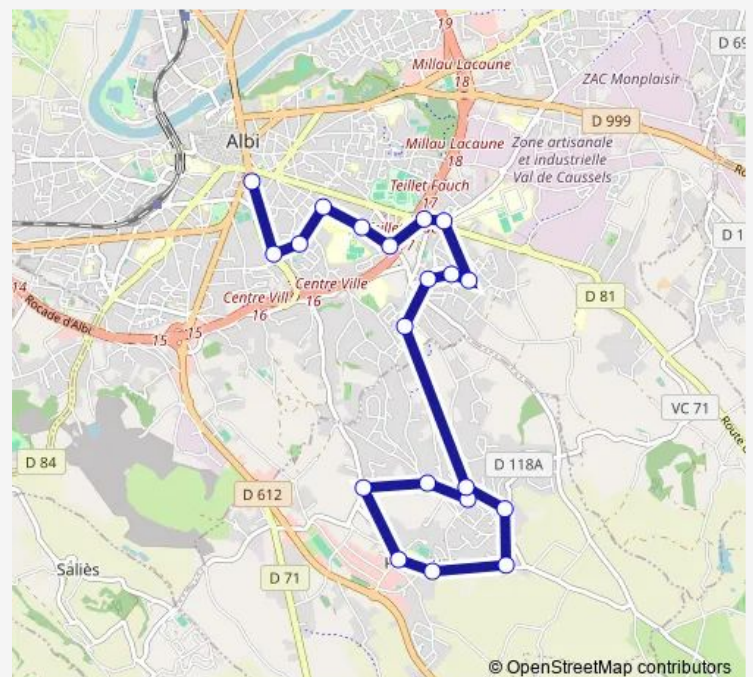 19
D 69
Millau Lacaune
18
ZAC Monplaisir
D 999
Albi
Millau Lacaune
18
Zone artisanale
et industrielle
Val de Caussels
Teillet Fauch
17
D 1
14
Rocade d'Albi
Centre Ville
16
Centre Ville
16
D 81
15
15
VC 71
Route
D 84
D 118A
D 612
Saliès
D 71
© OpenStreetMap contributors